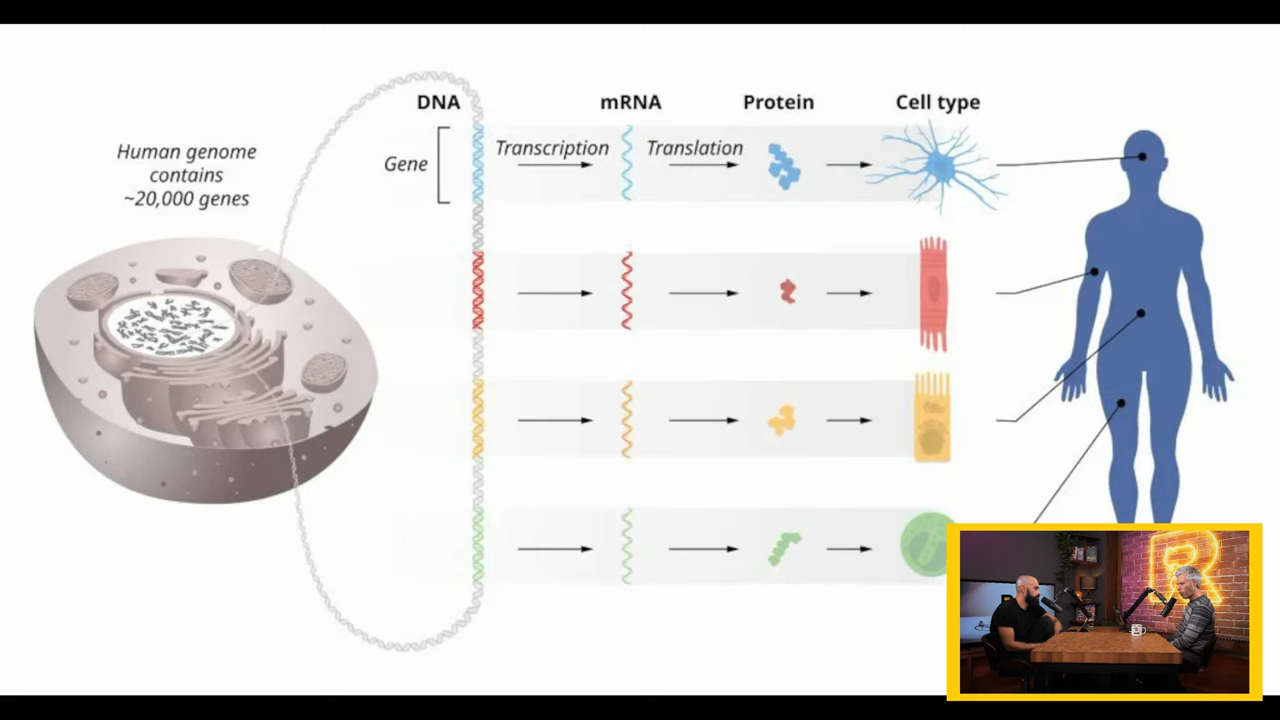 DNA
mRNA
Protein
Cell type
Human genome
contains
~20,000 genes
Gene
Transcription
Translation
R